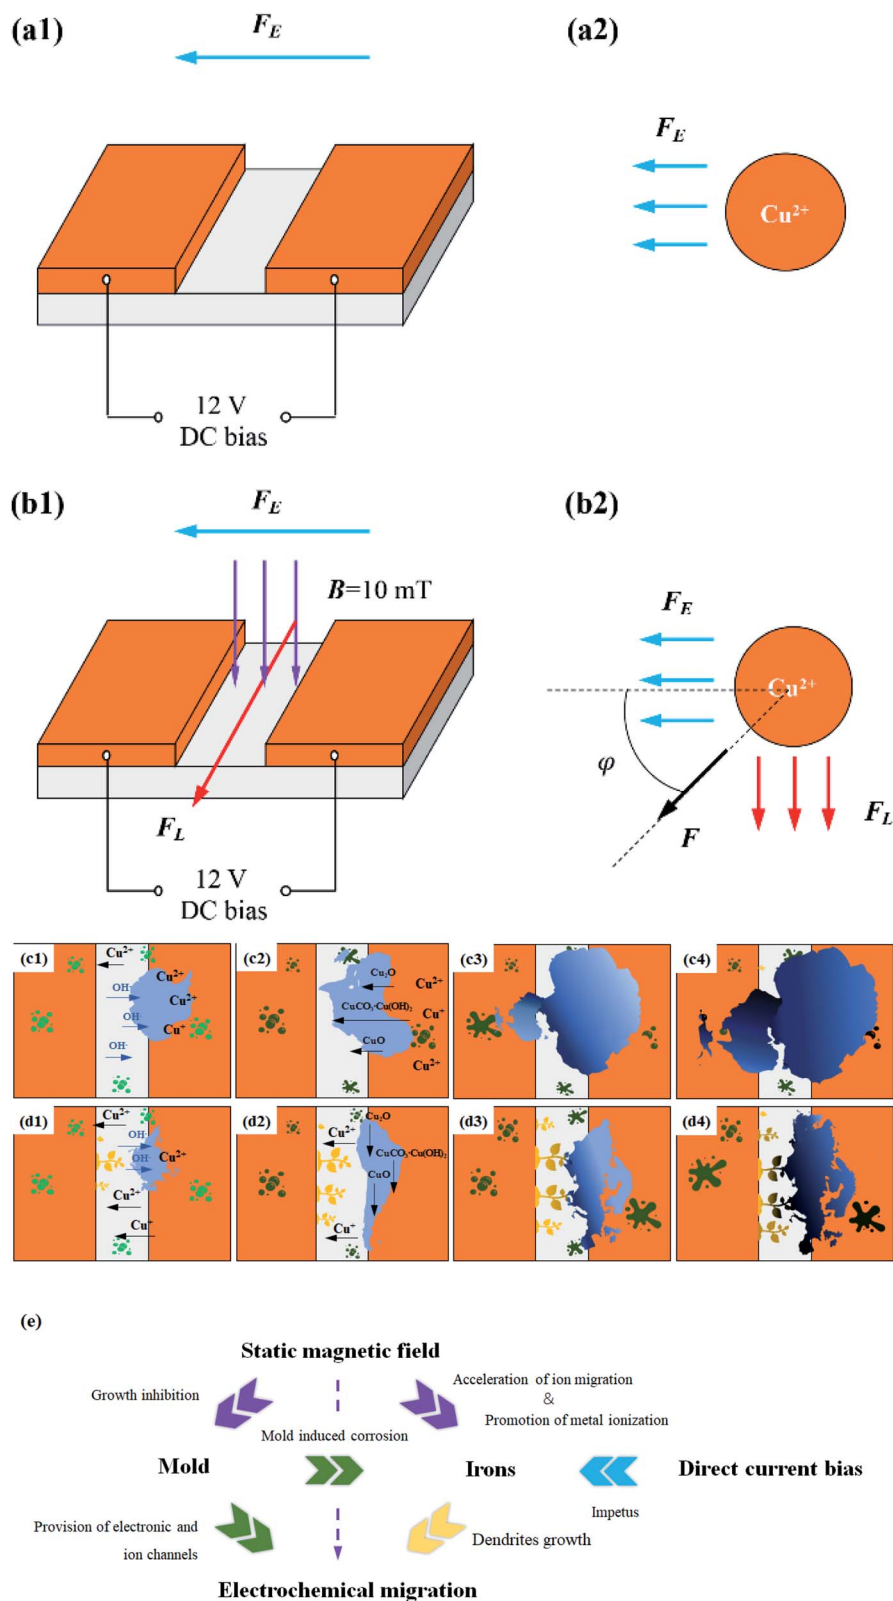 (a1)
F_E
(a2)
F_E
Cu²⁺
12 V
DC bias
(b1)
F_E
(b2)
B=10 mT
F_E
Cu²⁺
φ
F_L
F
F_L
12 V
DC bias
(c1)
Cu²⁺
Cu²⁺
OH⁻
Cu²⁺
OH⁻
Cu⁺
OH⁻
(c2)
Cu₂O
Cu²⁺
CuCO₃·Cu(OH)₂
Cu⁺
CuO
Cu²⁺
(c3)
(c4)
(d1)
Cu²⁺
OH⁻
OH⁻
Cu²⁺
Cu²⁺
Cu⁺
(d2)
Cu₂O
Cu²⁺
CuCO₃·Cu(OH)₂
CuO
Cu⁺
(d3)
(d4)
(e)
Static magnetic field
Growth inhibition
Acceleration of ion migration
&
Promotion of metal ionization
Mold induced corrosion
Mold
Irons
Direct current bias
Impetus
Provision of electronic and
ion channels
Dendrites growth
Electrochemical migration